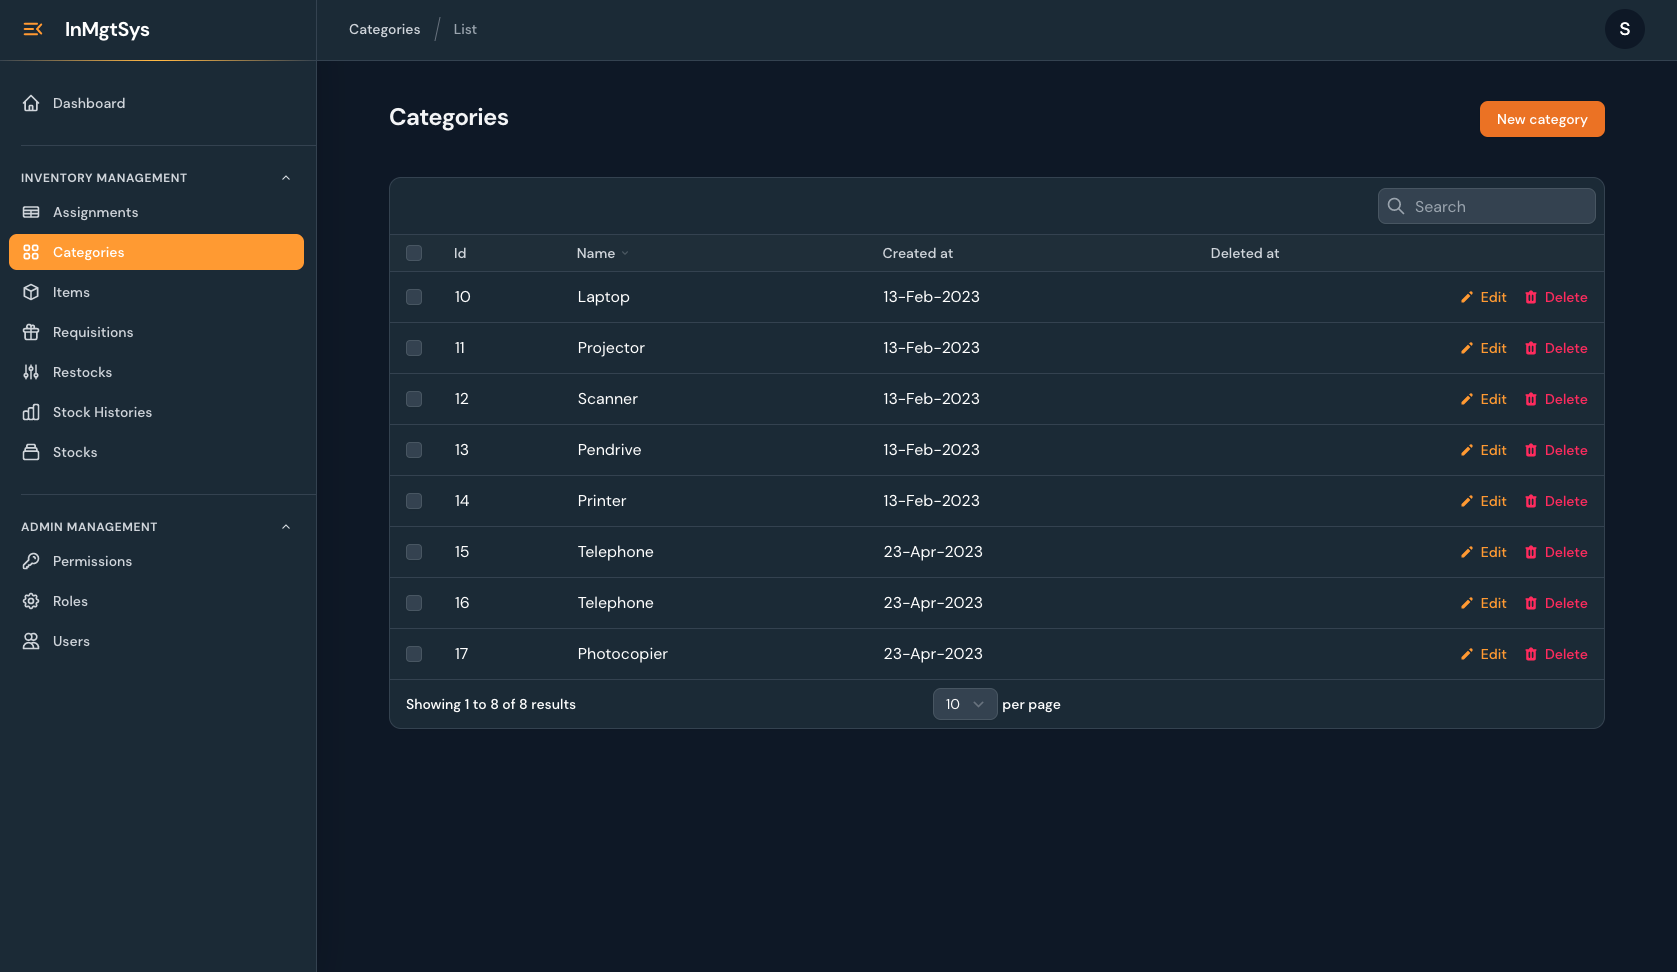 InMgtSys
Categories / List
S
Dashboard
INVENTORY MANAGEMENT
Assignments
Categories
Items
Requisitions
Restocks
Stock Histories
Stocks
ADMIN MANAGEMENT
Permissions
Roles
Users
Categories
New category
Search
Id Name Created at Deleted at
10 Laptop 13-Feb-2023 Edit Delete
11 Projector 13-Feb-2023 Edit Delete
12 Scanner 13-Feb-2023 Edit Delete
13 Pendrive 13-Feb-2023 Edit Delete
14 Printer 13-Feb-2023 Edit Delete
15 Telephone 23-Apr-2023 Edit Delete
16 Telephone 23-Apr-2023 Edit Delete
17 Photocopier 23-Apr-2023 Edit Delete
Showing 1 to 8 of 8 results 10 per page